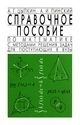 А.Г. ЦЫПКИН, А.И. ПИНСКИЙ
СПРАВОЧНОЕ
ПОСОБИЕ
ПО МАТЕМАТИКЕ
С МЕТОДАМИ РЕШЕНИЯ ЗАДАЧ
ДЛЯ ПОСТУПАЮЩИХ В ВУЗЫ